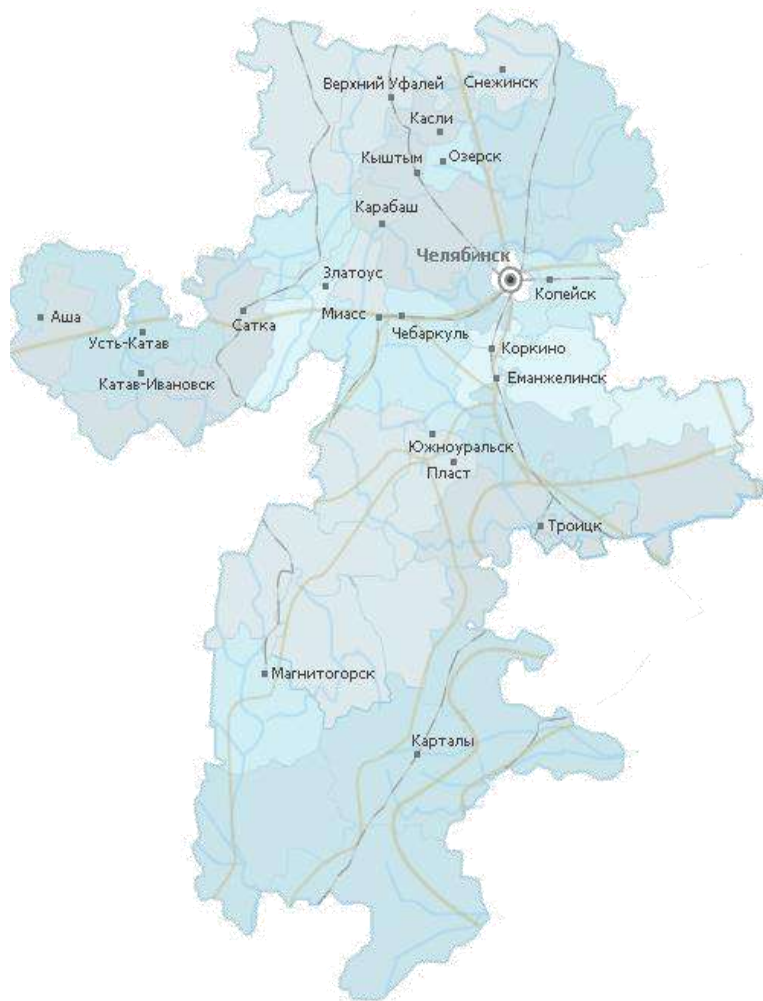 Снежинск
Верхний Уфалей
Касли
Озерск
Кыштым
Карабаш
Челябинск
Златоус
Копейск
Аша
Сатка
Миасс
Чебаркуль
Усть-Катав
Коркино
Катав-Ивановск
Еманжелинск
Южноуральск
Пласт
Троицк
Магнитогорск
Карталы